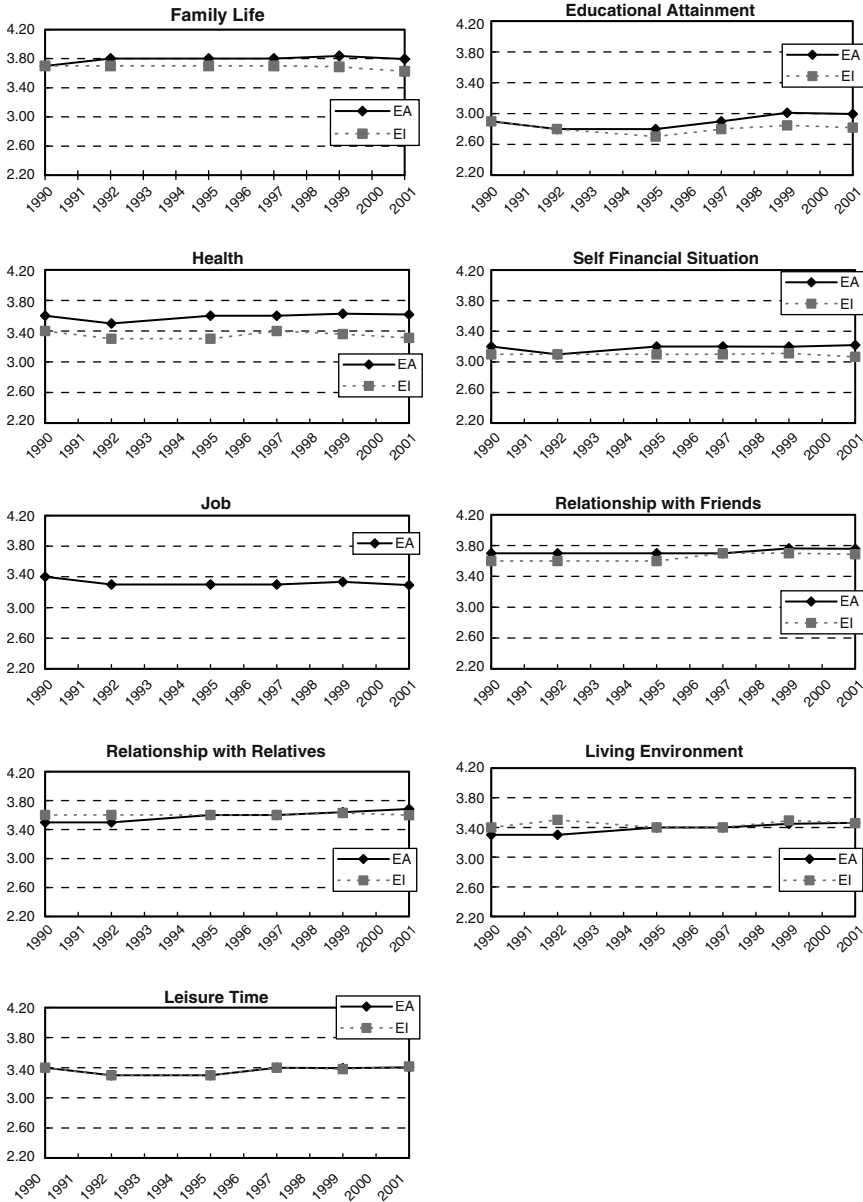 Family Life
4.20
3.80
3.40
3.00
2.60
2.20
EA
EI
1990 1991 1992 1993 1994 1995 1996 1997 1998 1999 2000 2001
Educational Attainment
4.20
3.80
3.40
3.00
2.60
2.20
EA
EI
1990 1991 1992 1993 1994 1995 1996 1997 1998 1999 2000 2001
Health
4.20
3.80
3.40
3.00
2.60
2.20
EA
EI
1990 1991 1992 1993 1994 1995 1996 1997 1998 1999 2000 2001
Self Financial Situation
4.20
3.80
3.40
3.00
2.60
2.20
EA
EI
1990 1991 1992 1993 1994 1995 1996 1997 1998 1999 2000 2001
Job
4.20
3.80
3.40
3.00
2.60
2.20
EA
1990 1991 1992 1993 1994 1995 1996 1997 1998 1999 2000 2001
Relationship with Friends
4.20
3.80
3.40
3.00
2.60
2.20
EA
EI
1990 1991 1992 1993 1994 1995 1996 1997 1998 1999 2000 2001
Relationship with Relatives
4.20
3.80
3.40
3.00
2.60
2.20
EA
EI
1990 1991 1992 1993 1994 1995 1996 1997 1998 1999 2000 2001
Living Environment
4.20
3.80
3.40
3.00
2.60
2.20
EA
EI
1990 1991 1992 1993 1994 1995 1996 1997 1998 1999 2000 2001
Leisure Time
4.20
3.80
3.40
3.00
2.60
2.20
EA
EI
1990 1991 1992 1993 1994 1995 1996 1997 1998 1999 2000 2001